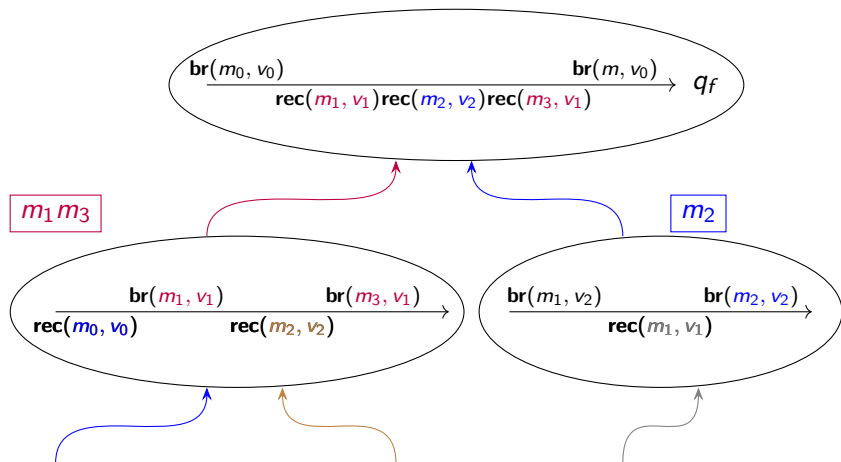 br(m₀, v₀) br(m, v₀) q_f
rec(m₁, v₁)rec(m₂, v₂)rec(m₃, v₁)
m₁m₃ m₂
br(m₁, v₁) br(m₃, v₁) br(m₁, v₂) br(m₂, v₂)
rec(m₀, v₀) rec(m₂, v₂) rec(m₁, v₁)